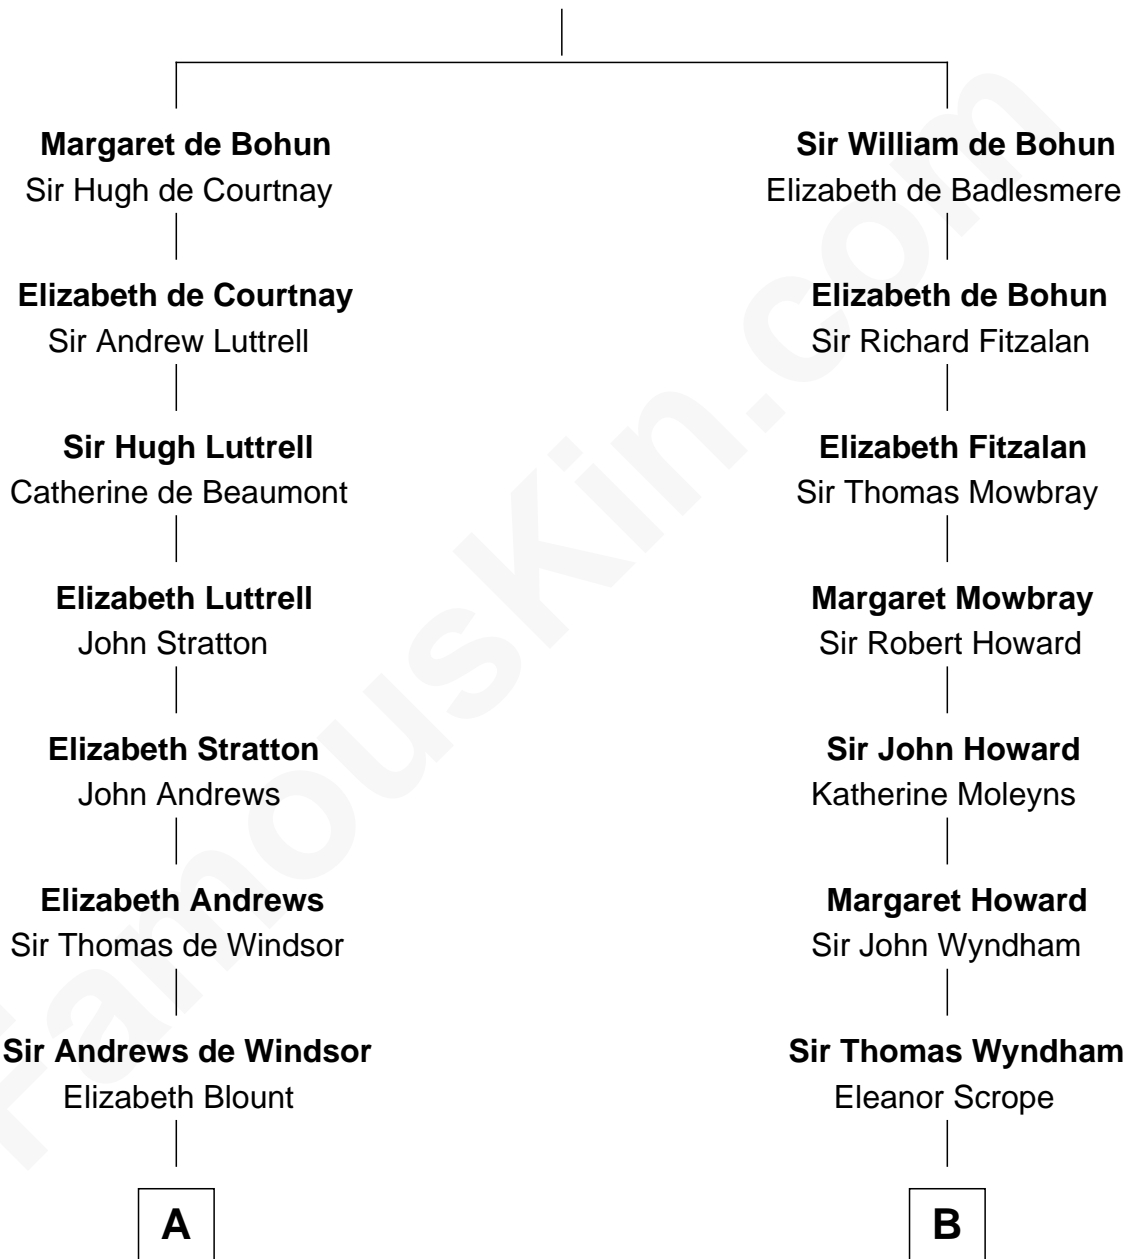 Margaret de Bohun
Sir Hugh de Courtnay
Elizabeth de Courtnay
Sir Andrew Luttrell
Sir Hugh Luttrell
Catherine de Beaumont
Elizabeth Luttrell
John Stratton
Elizabeth Stratton
John Andrews
Elizabeth Andrews
Sir Thomas de Windsor
Sir Andrews de Windsor
Elizabeth Blount
A
Sir William de Bohun
Elizabeth de Badlesmere
Elizabeth de Bohun
Sir Richard Fitzalan
Elizabeth Fitzalan
Sir Thomas Mowbray
Margaret Mowbray
Sir Robert Howard
Sir John Howard
Katherine Moleyns
Margaret Howard
Sir John Wyndham
Sir Thomas Wyndham
Eleanor Scrope
B
FamousKin.com